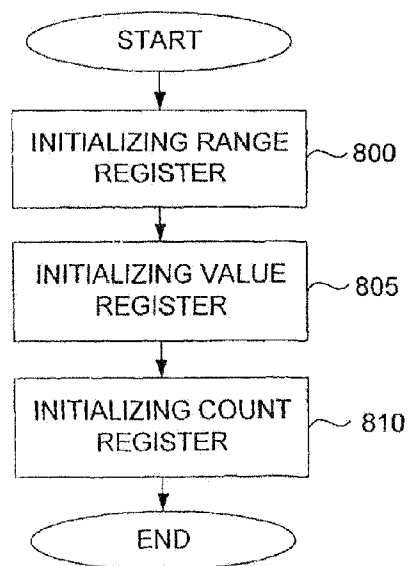 START
INITIALIZING RANGE
REGISTER
800
INITIALIZING VALUE
REGISTER
805
INITIALIZING COUNT
REGISTER
810
END